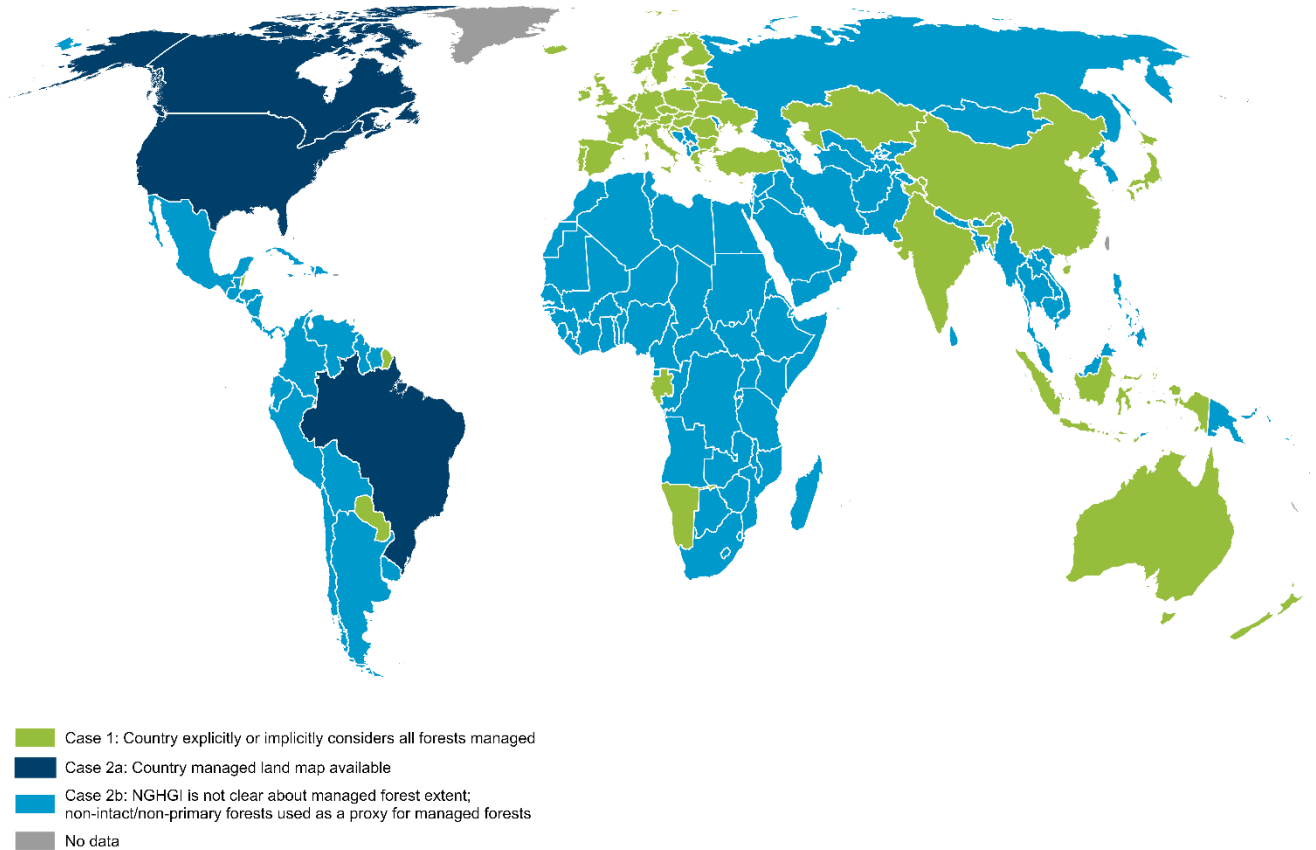 Case 1: Country explicitly or implicitly considers all forests managed
Case 2a: Country managed land map available
Case 2b: NGHGI is not clear about managed forest extent;
non-intact/non-primary forests used as a proxy for managed forests
No data